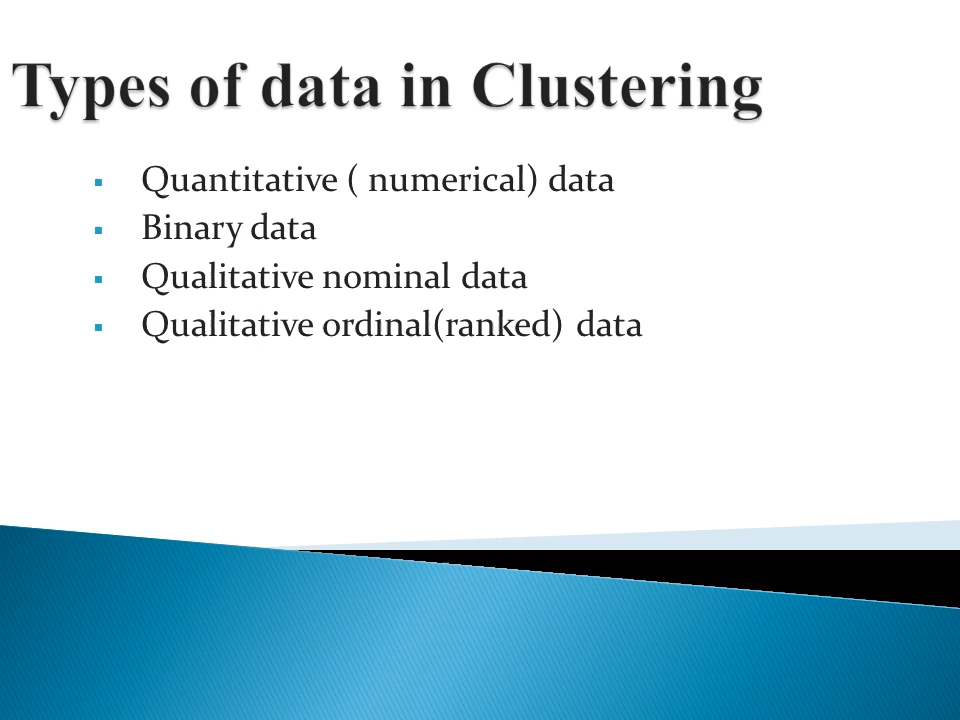 Types of data in Clustering
▪ Quantitative ( numerical) data
▪ Binary data
▪ Qualitative nominal data
▪ Qualitative ordinal(ranked) data